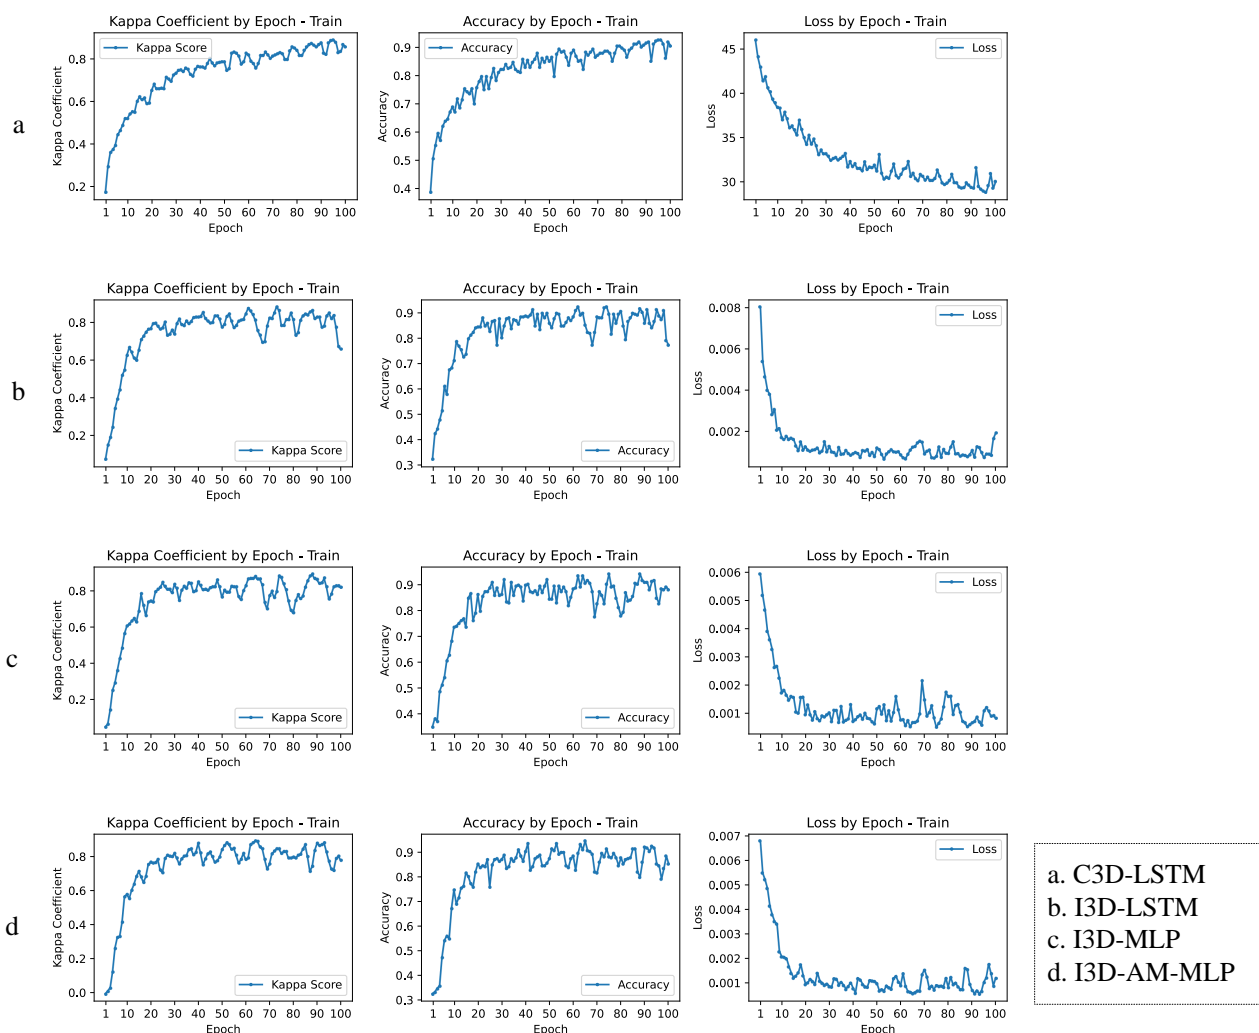 Kappa Coefficient by Epoch - Train
Accuracy by Epoch - Train
Loss by Epoch - Train
a
Kappa Coefficient
0.8
0.6
0.4
0.2
Kappa Score
1 10 20 30 40 50 60 70 80 90 100
Epoch
Accuracy
0.9
0.8
0.7
0.6
0.5
0.4
Accuracy
1 10 20 30 40 50 60 70 80 90 100
Epoch
Loss
45
40
35
30
Loss
1 10 20 30 40 50 60 70 80 90 100
Epoch
Kappa Coefficient by Epoch - Train
Accuracy by Epoch - Train
Loss by Epoch - Train
b
Kappa Coefficient
0.8
0.6
0.4
0.2
Kappa Score
1 10 20 30 40 50 60 70 80 90 100
Epoch
Accuracy
0.9
0.8
0.7
0.6
0.5
0.4
0.3
Accuracy
1 10 20 30 40 50 60 70 80 90 100
Epoch
Loss
0.008
0.006
0.004
0.002
Loss
1 10 20 30 40 50 60 70 80 90 100
Epoch
Kappa Coefficient by Epoch - Train
Accuracy by Epoch - Train
Loss by Epoch - Train
c
Kappa Coefficient
0.8
0.6
0.4
0.2
Kappa Score
1 10 20 30 40 50 60 70 80 90 100
Epoch
Accuracy
0.9
0.8
0.7
0.6
0.5
0.4
Accuracy
1 10 20 30 40 50 60 70 80 90 100
Epoch
Loss
0.006
0.005
0.004
0.003
0.002
0.001
Loss
1 10 20 30 40 50 60 70 80 90 100
Epoch
Kappa Coefficient by Epoch - Train
Accuracy by Epoch - Train
Loss by Epoch - Train
d
Kappa Coefficient
0.8
0.6
0.4
0.2
0.0
Kappa Score
1 10 20 30 40 50 60 70 80 90 100
Epoch
Accuracy
0.9
0.8
0.7
0.6
0.5
0.4
0.3
Accuracy
1 10 20 30 40 50 60 70 80 90 100
Epoch
Loss
0.007
0.006
0.005
0.004
0.003
0.002
0.001
Loss
1 10 20 30 40 50 60 70 80 90 100
Epoch
a. C3D-LSTM
b. I3D-LSTM
c. I3D-MLP
d. I3D-AM-MLP